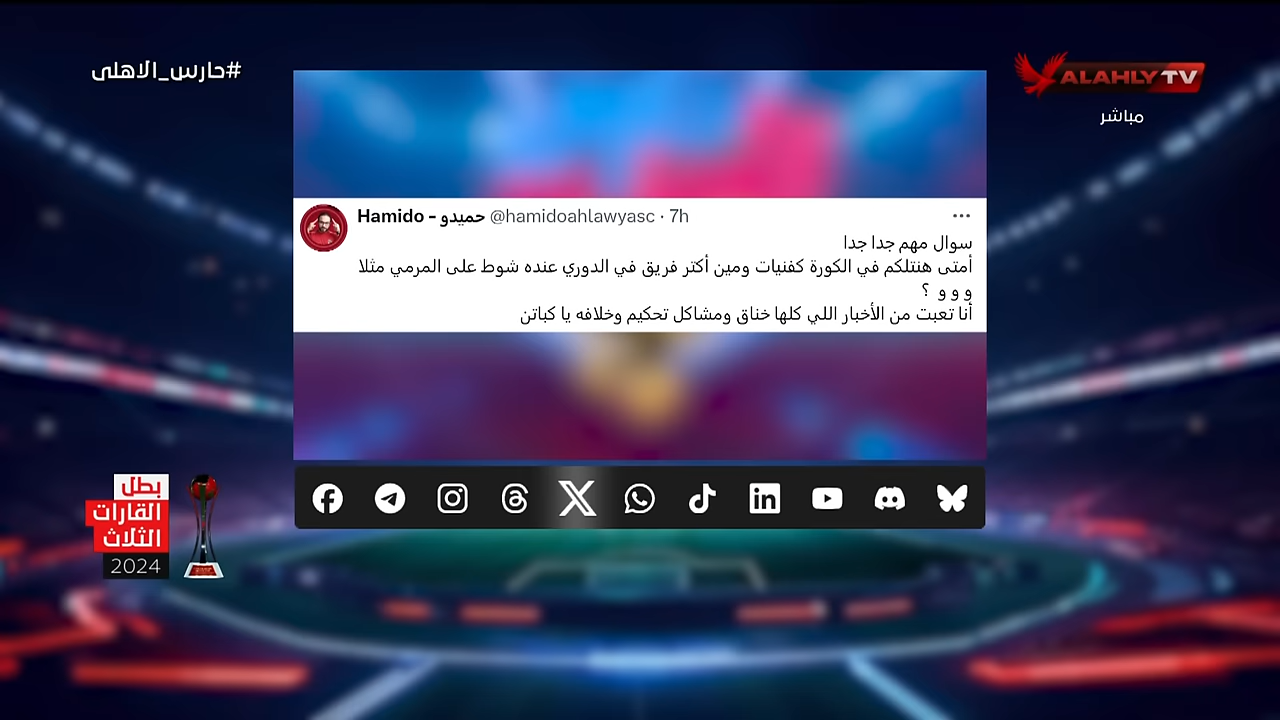 #حارس_الاهلى
ALAHLY TV
مباشر
Hamido - حميدو @hamidoahlawyasc · 7h
سوال مهم جدا جدا
أمتى هنتلكم في الكورة كفنيات ومين أكتر فريق في الدوري عنده شوط على المرمي مثلا
و و و ؟
أنا تعبت من الأخبار اللي كلها خناق ومشاكل تحكيم وخلافه يا كباتن
بطل
القارات
الثلاث
2024